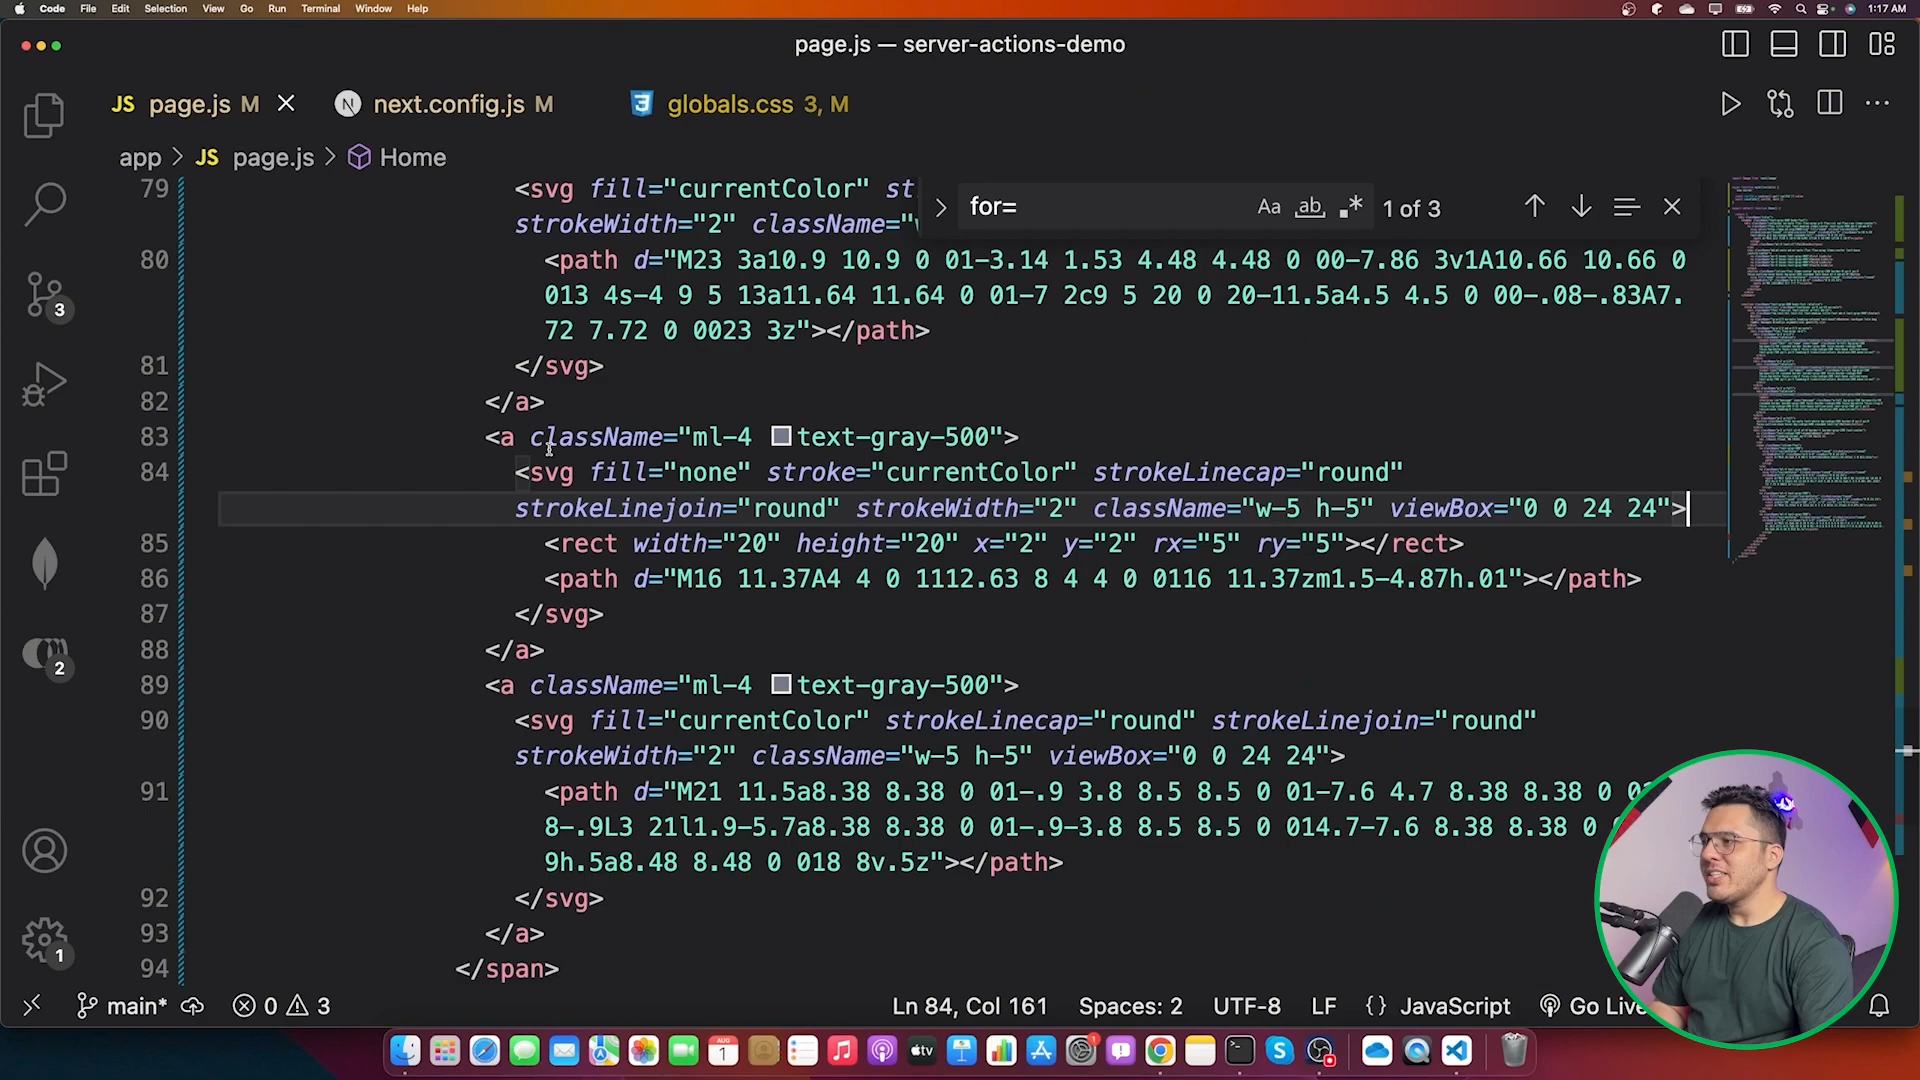 Code File Edit Selection View Go Run Terminal Window Help 1:17 AM
page.js — server-actions-demo
JS page.js M next.config.js M globals.css 3, M
app > JS page.js > Home
for= Aa ab 1 of 3
79 <svg fill="currentColor" st
strokeWidth="2" className="w
80 <path d="M23 3a10.9 10.9 0 01-3.14 1.53 4.48 4.48 0 00-7.86 3v1A10.66 10.66 0
013 4s-4 9 5 13a11.64 11.64 0 01-7 2c9 5 20 0 20-11.5a4.5 4.5 0 00-.08-.83A7.
72 7.72 0 0023 3z"></path>
81 </svg>
82 </a>
83 <a className="ml-4 text-gray-500">
84 <svg fill="none" stroke="currentColor" strokeLinecap="round"
strokeLinejoin="round" strokeWidth="2" className="w-5 h-5" viewBox="0 0 24 24">
85 <rect width="20" height="20" x="2" y="2" rx="5" ry="5"></rect>
86 <path d="M16 11.37A4 4 0 1112.63 8 4 4 0 0116 11.37zm1.5-4.87h.01"></path>
87 </svg>
88 </a>
89 <a className="ml-4 text-gray-500">
90 <svg fill="currentColor" strokeLinecap="round" strokeLinejoin="round"
strokeWidth="2" className="w-5 h-5" viewBox="0 0 24 24">
91 <path d="M21 11.5a8.38 8.38 0 01-.9 3.8 8.5 8.5 0 01-7.6 4.7 8.38 8.38 0
8-.9L3 21l1.9-5.7a8.38 8.38 0 01-.9-3.8 8.5 8.5 0 014.7-7.6 8.38 8.38 0
9h.5a8.48 8.48 0 018 8v.5z"></path>
92 </svg>
93 </a>
94 </span>
3
2
1
main* 0 3 Ln 84, Col 161 Spaces: 2 UTF-8 LF {} JavaScript Go Live
AUG 1 tv